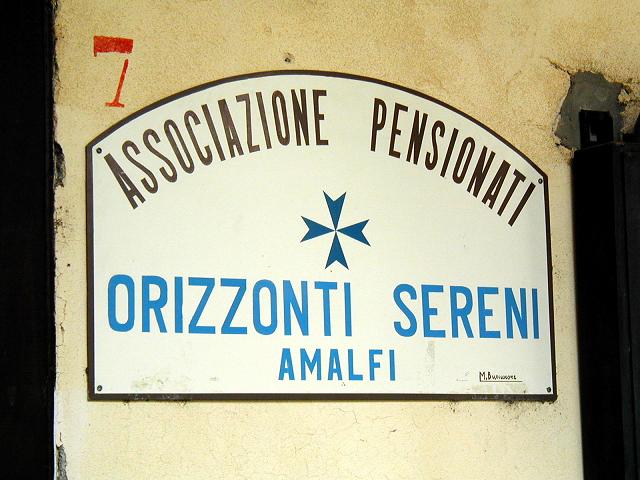 7
ASSOCIAZIONE PENSIONATI
ORIZZONTI SERENI
AMALFI